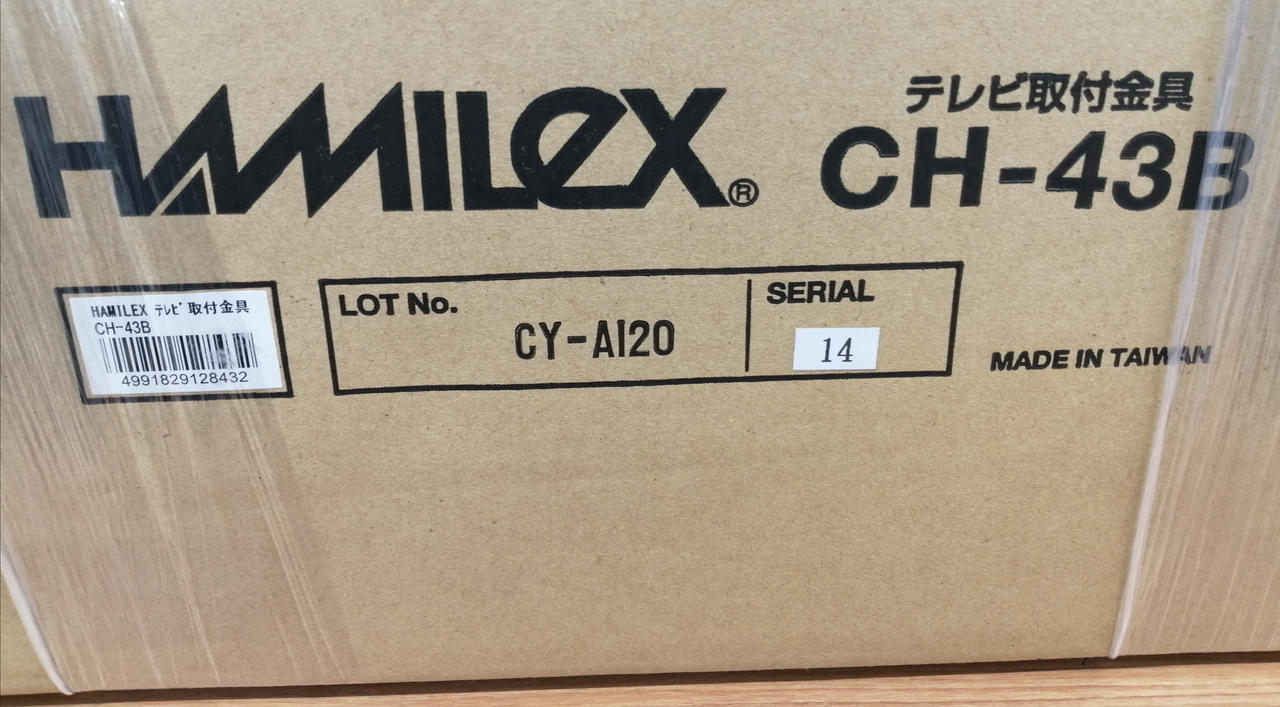 HAMILEX®
テレビ取付金具
CH-43B
HAMILEX テレビ取付金具
CH-43B
4991829128432
LOT No.
CY-A120
SERIAL
14
MADE IN TAIWAN